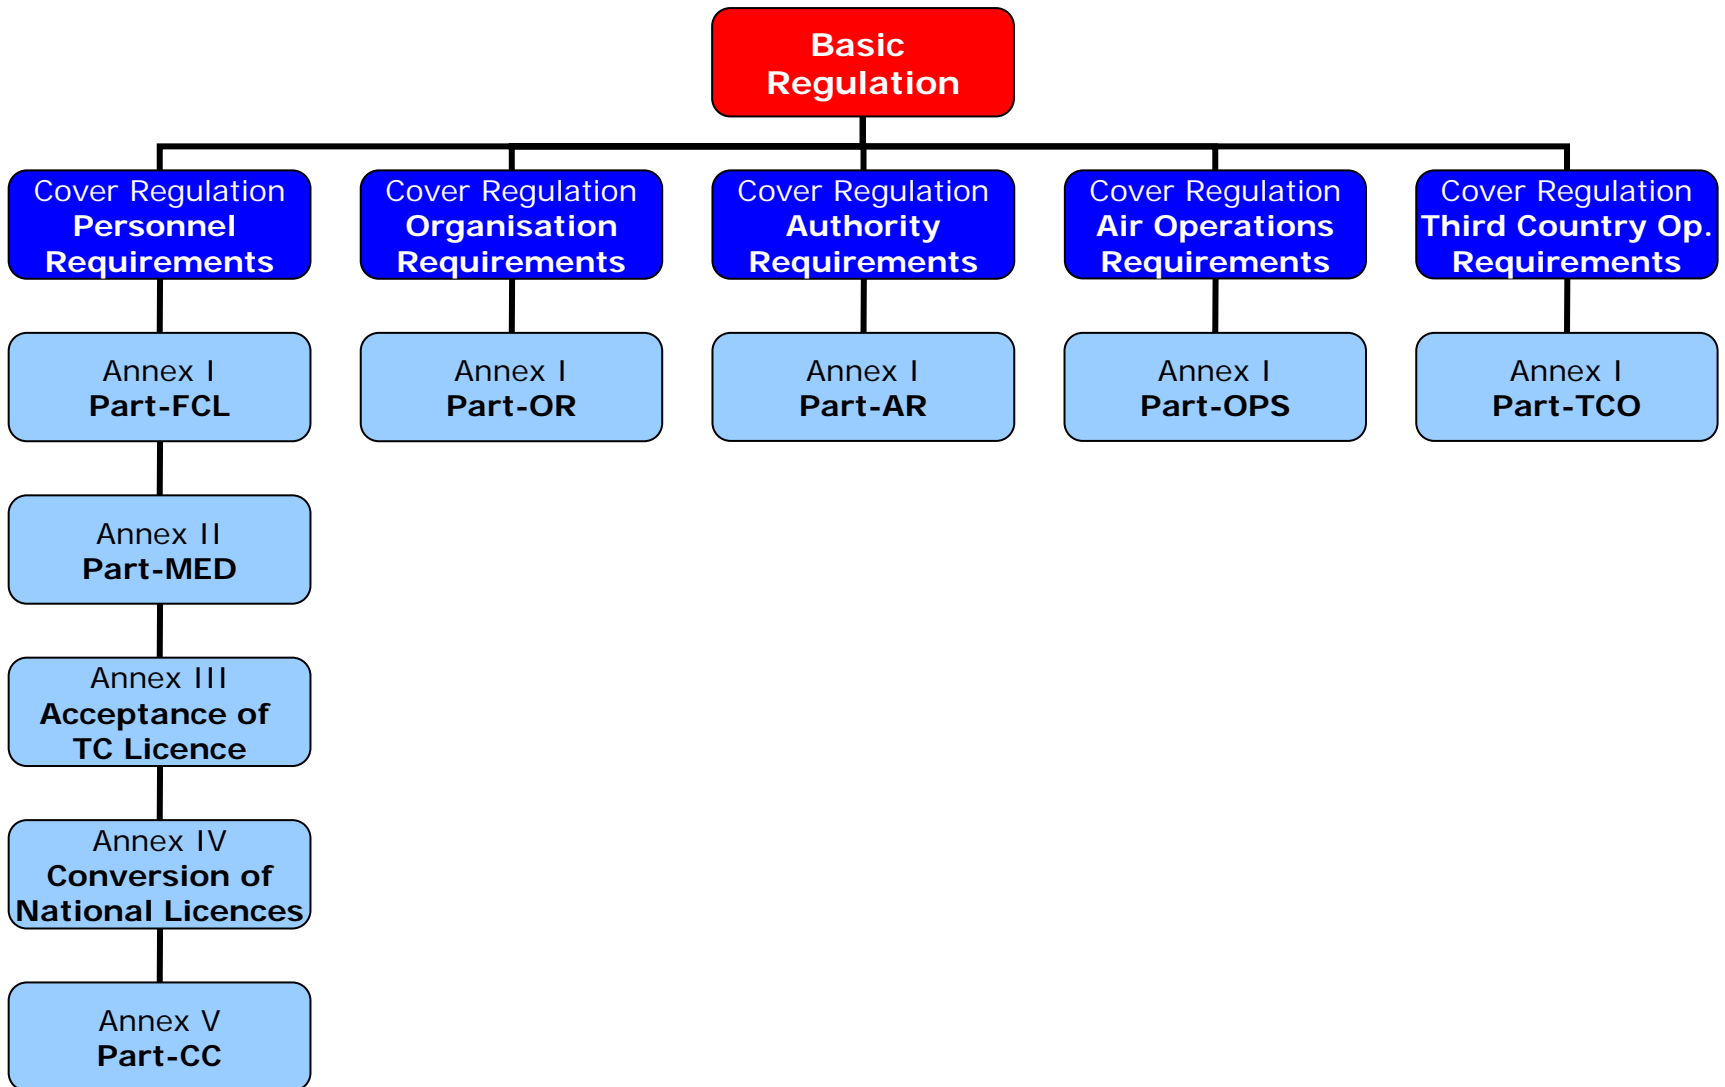 Basic
Regulation
Cover Regulation
Personnel
Requirements
Cover Regulation
Organisation
Requirements
Cover Regulation
Authority
Requirements
Cover Regulation
Air Operations
Requirements
Cover Regulation
Third Country Op.
Requirements
Annex I
Part-FCL
Annex I
Part-OR
Annex I
Part-AR
Annex I
Part-OPS
Annex I
Part-TCO
Annex II
Part-MED
Annex III
Acceptance of
TC Licence
Annex IV
Conversion of
National Licences
Annex V
Part-CC